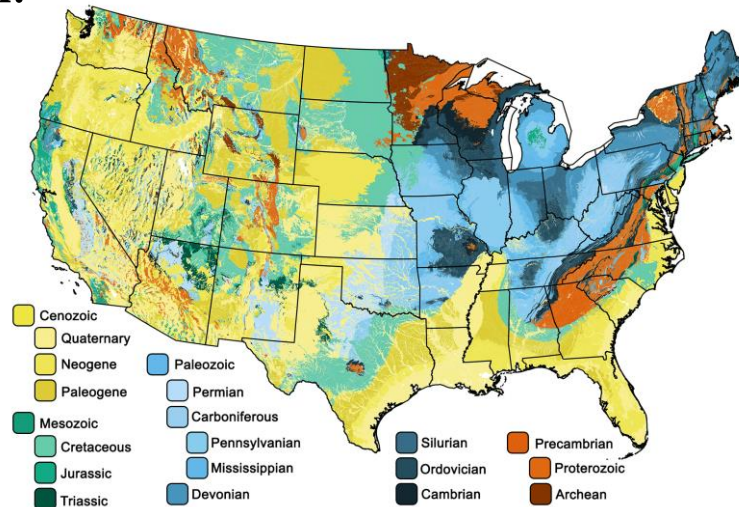 Cenozoic
Quaternary
Neogene
Paleogene
Mesozoic
Cretaceous
Jurassic
Triassic
Paleozoic
Permian
Carboniferous
Pennsylvanian
Mississippian
Devonian
Silurian
Ordovician
Cambrian
Precambrian
Proterozoic
Archean